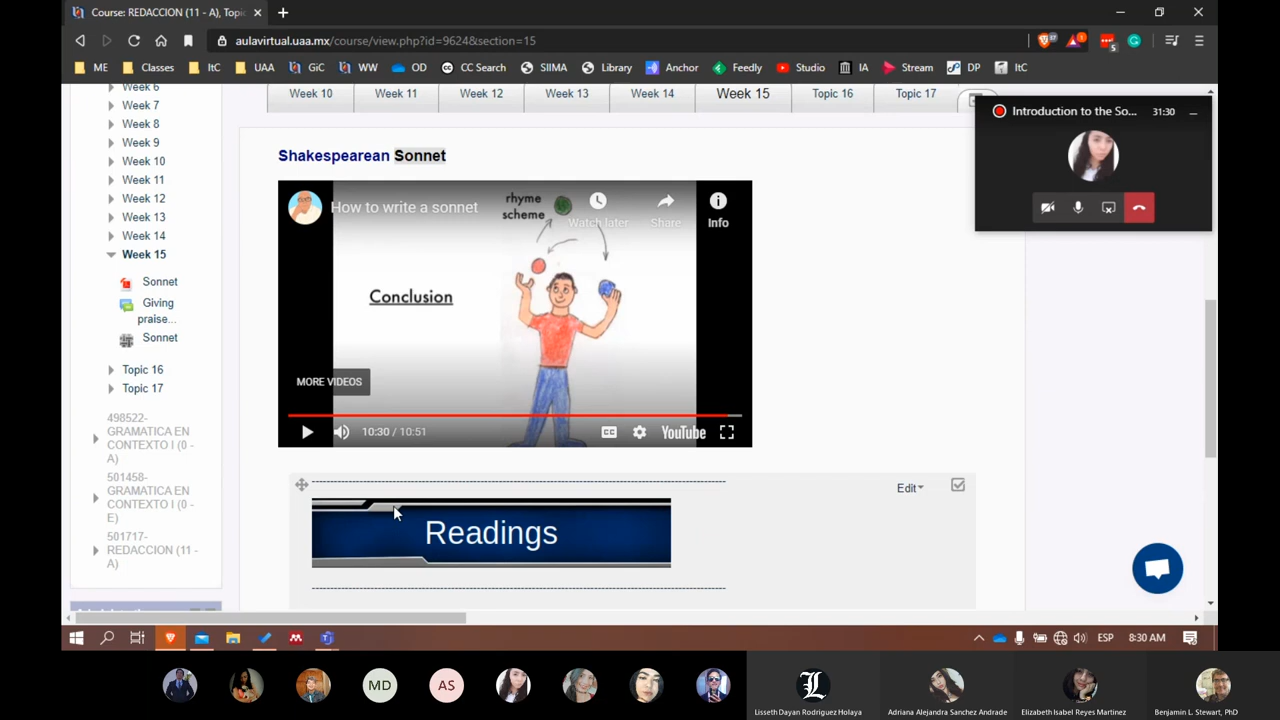 Course: REDACCION (11 - A), Topic
aulavirtual.uaa.mx/course/view.php?id=9624&section=15
ME
Classes
ItC
UAA
GiC
WW
OD
CC Search
SIIMA
Library
Anchor
Feedly
Studio
IA
Stream
DP
ItC
Week 6
Week 7
Week 8
Week 9
Week 10
Week 11
Week 12
Week 13
Week 14
Week 15
Sonnet
Giving
praise...
Sonnet
Topic 16
Topic 17
498522-
GRAMATICA EN
CONTEXTO I (0 -
A)
501458-
GRAMATICA EN
CONTEXTO I (0 -
E)
501717-
REDACCION (11 -
A)
Week 10
Week 11
Week 12
Week 13
Week 14
Week 15
Topic 16
Topic 17
Shakespearean Sonnet
How to write a sonnet
rhyme
scheme
Watch later
Share
Info
Conclusion
MORE VIDEOS
10:30 / 10:51
CC
YouTube
Edit
Readings
Introduction to the So...
31:30
ESP
8:30 AM
MD
AS
L
Lisseth Dayan Rodriguez Holaya
Adriana Alejandra Sanchez Andrade
Elizabeth Isabel Reyes Martinez
Benjamin L. Stewart, PhD